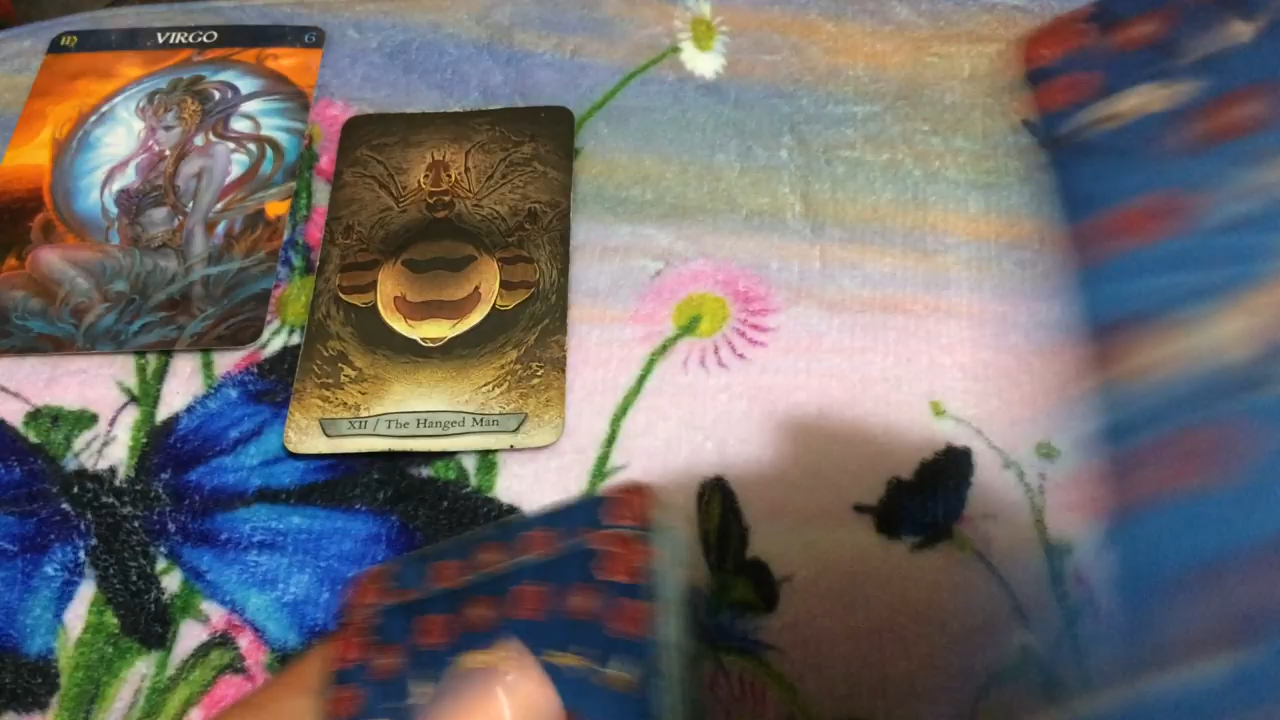 ♍ VIRGO 6
XII / The Hanged Man